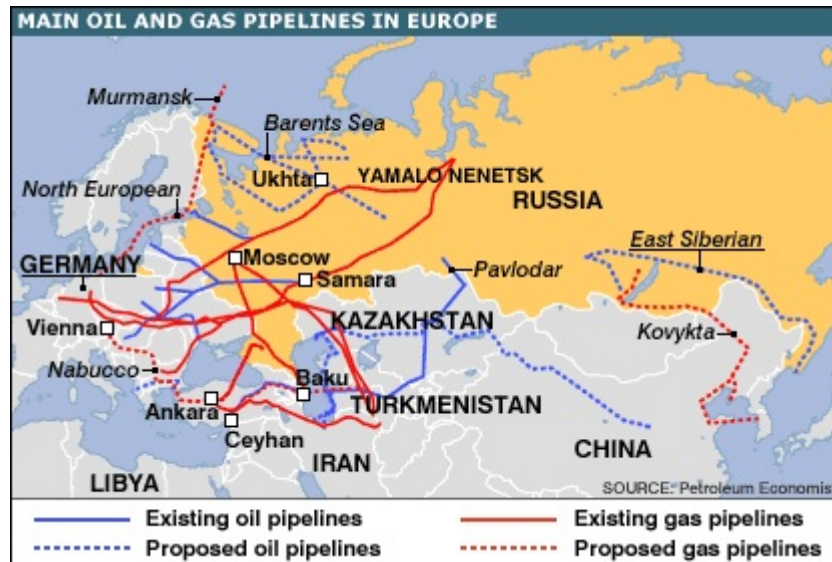 MAIN OIL AND GAS PIPELINES IN EUROPE
Murmansk
Barents Sea
Ukhta
YAMALO NENETSK
North European
RUSSIA
Moscow
East Siberian
GERMANY
Samara
Pavlodar
Vienna
KAZAKHSTAN
Kovykta
Nabucco
Baku
Ankara
TURKMENISTAN
Ceyhan
CHINA
IRAN
LIBYA
SOURCE: Petroleum Economis
Existing oil pipelines
Existing gas pipelines
Proposed oil pipelines
Proposed gas pipelines